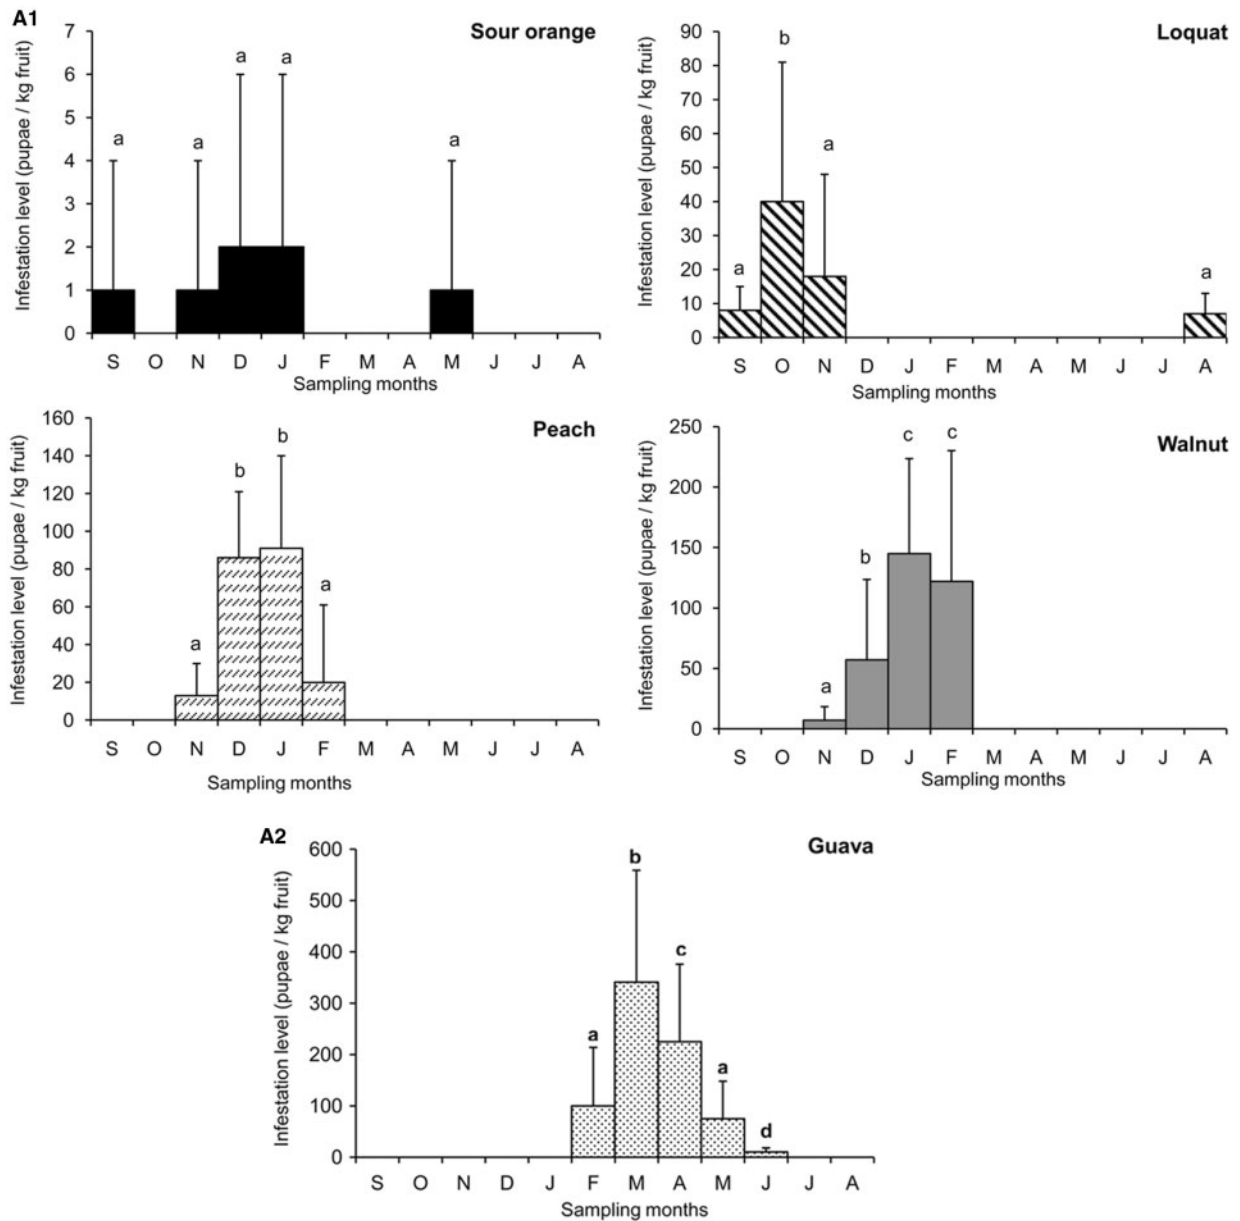 A1
Sour orange
Infestation level (pupae / kg fruit)
7
6
5
4
3
2
1
0
a
a
a
a
a
S O N D J F M A M J J A
Sampling months
Loquat
Infestation level (pupae / kg fruit)
90
80
70
60
50
40
30
20
10
0
a
b
a
a
S O N D J F M A M J J A
Sampling months
Peach
Infestation level (pupae / kg fruit)
160
140
120
100
80
60
40
20
0
a
b
b
a
S O N D J F M A M J J A
Sampling months
Walnut
Infestation level (pupae / kg fruit)
250
200
150
100
50
0
a
b
c
c
S O N D J F M A M J J A
Sampling months
A2
Guava
Infestation level (pupae / kg fruit)
600
500
400
300
200
100
0
a
b
c
a
d
S O N D J F M A M J J A
Sampling months